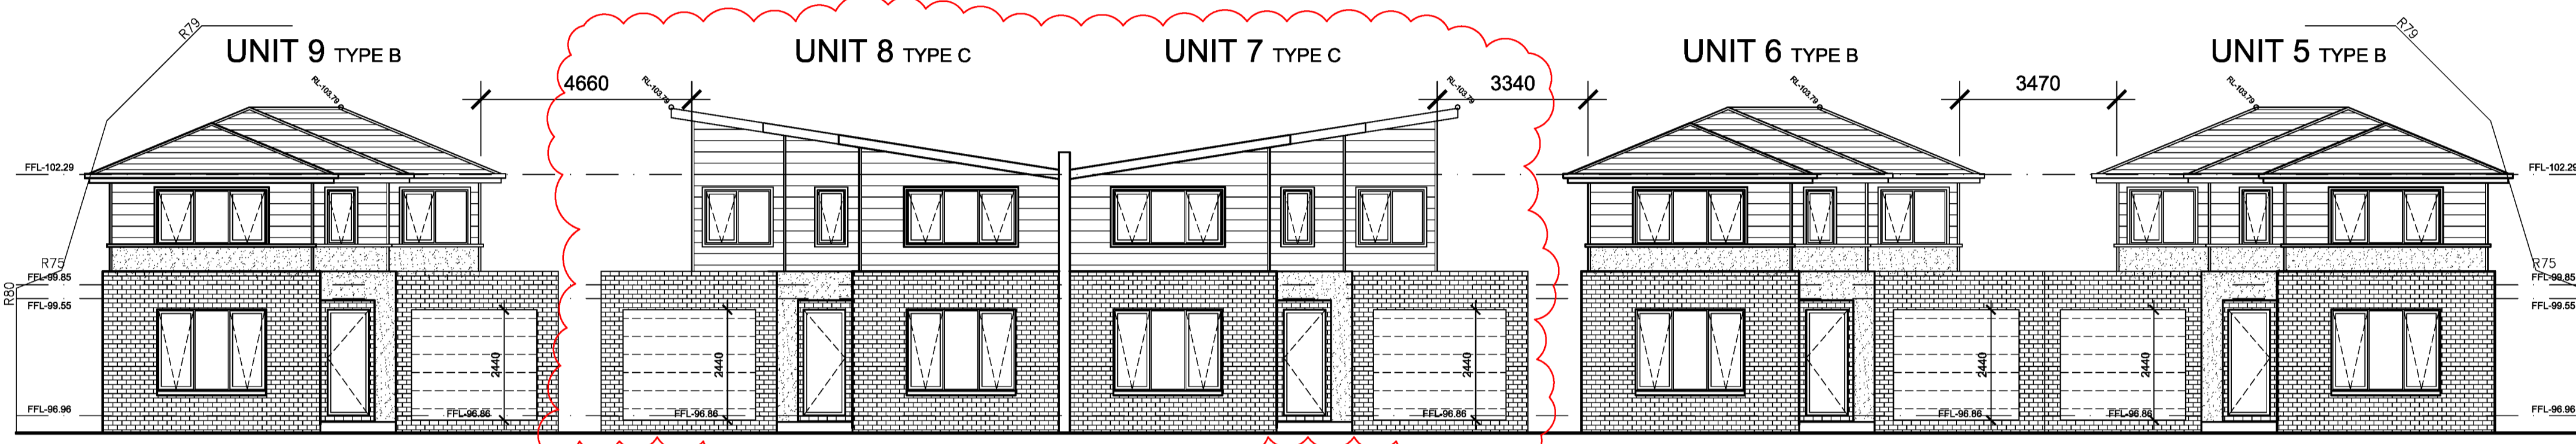 R79
UNIT 9 TYPE B
UNIT 8 TYPE C
UNIT 7 TYPE C
UNIT 6 TYPE B
UNIT 5 TYPE B
R79
RL-103.79
4660
RL-103.79
RL-103.79
3340
RL-103.79
3470
RL-103.79
FFL-102.29
FFL-102.29
R75
R75
FFL-99.85
FFL-99.85
R80
FFL-99.55
FFL-99.55
2440
2440
2440
2440
2440
FFL-96.96
FFL-96.86
FFL-96.86
FFL-96.86
FFL-96.86
FFL-96.86
FFL-96.96